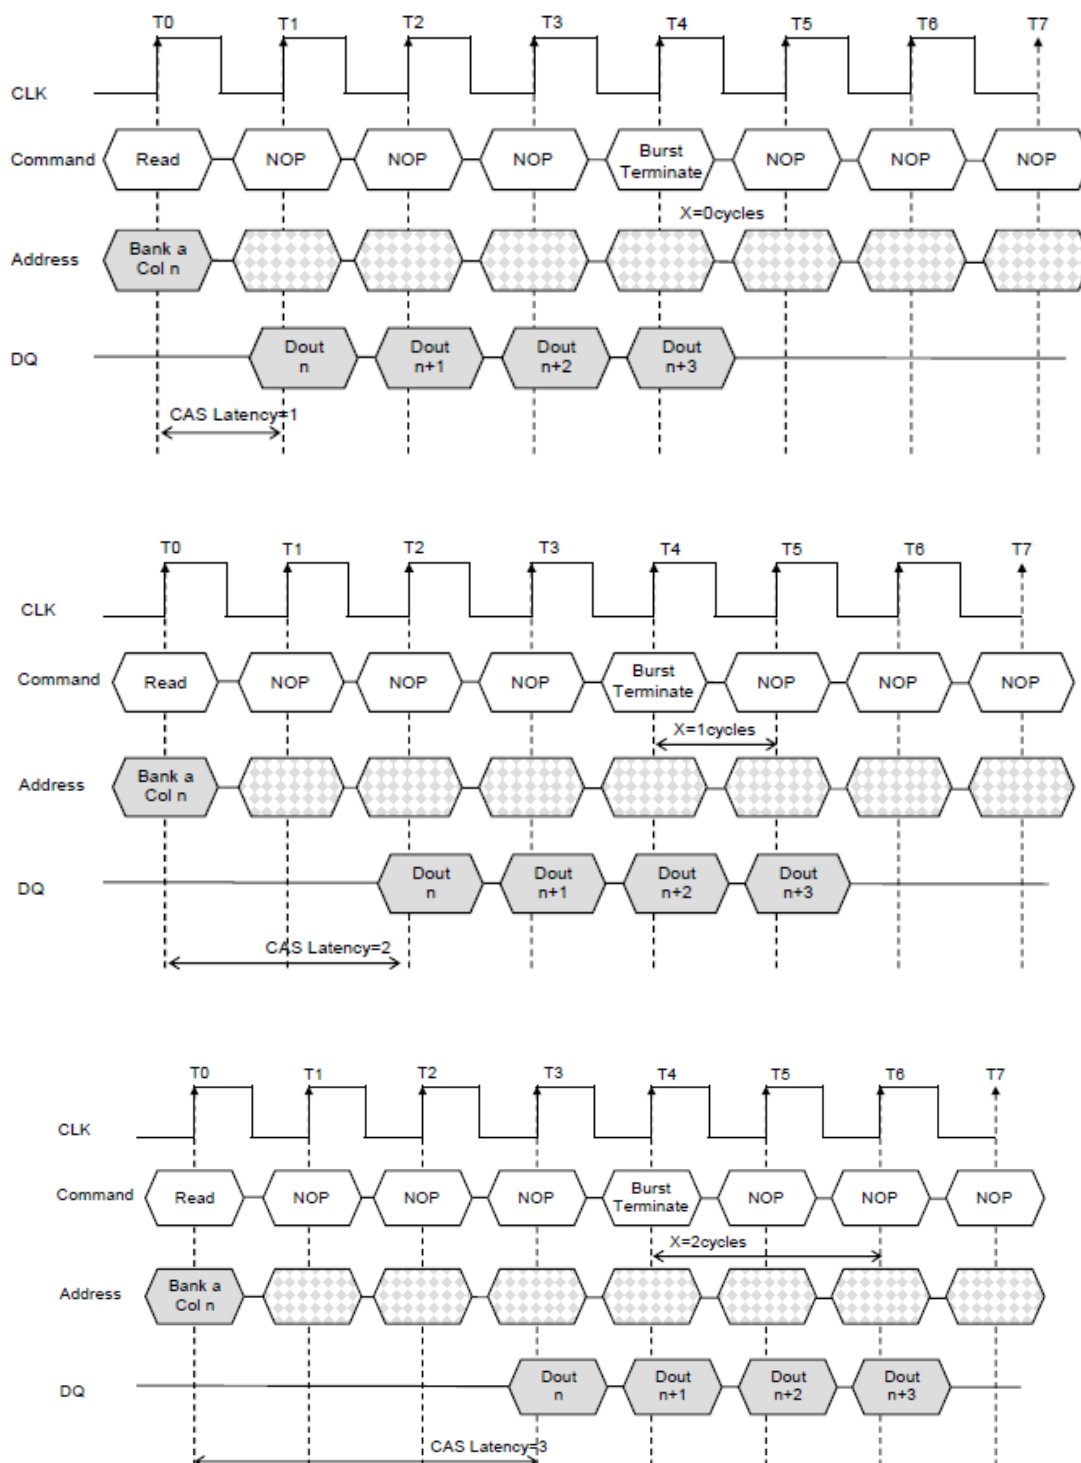 T0 T1 T2 T3 T4 T5 T6 T7
CLK
Command Read NOP NOP NOP Burst Terminate NOP NOP NOP
X=0cycles
Address Bank a Col n
DQ Dout n Dout n+1 Dout n+2 Dout n+3
CAS Latency=1
T0 T1 T2 T3 T4 T5 T6 T7
CLK
Command Read NOP NOP NOP Burst Terminate NOP NOP NOP
X=1cycles
Address Bank a Col n
DQ Dout n Dout n+1 Dout n+2 Dout n+3
CAS Latency=2
T0 T1 T2 T3 T4 T5 T6 T7
CLK
Command Read NOP NOP NOP Burst Terminate NOP NOP NOP
X=2cycles
Address Bank a Col n
DQ Dout n Dout n+1 Dout n+2 Dout n+3
CAS Latency=3